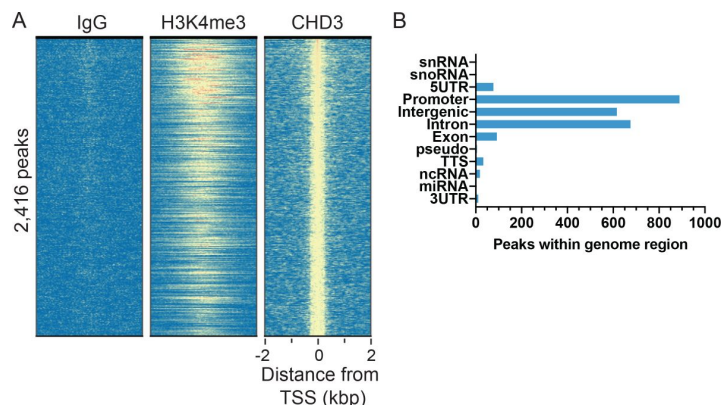 A
IgG
H3K4me3
CHD3
2,416 peaks
-2
0
2
Distance from
TSS (kbp)
B
snRNA
snoRNA
5UTR
Promoter
Intergenic
Intron
Exon
pseudo
TTS
ncRNA
miRNA
3UTR
0
200
400
600
800
1000
Peaks within genome region